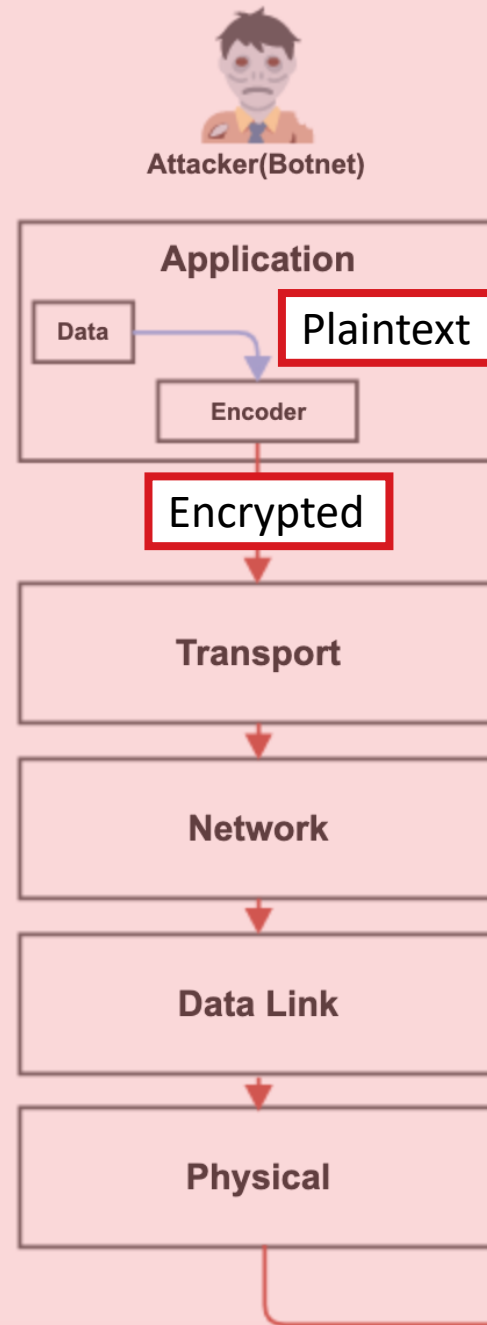 Attacker(Botnet)
Application
Data
Plaintext
Encoder
Encrypted
Transport
Network
Data Link
Physical